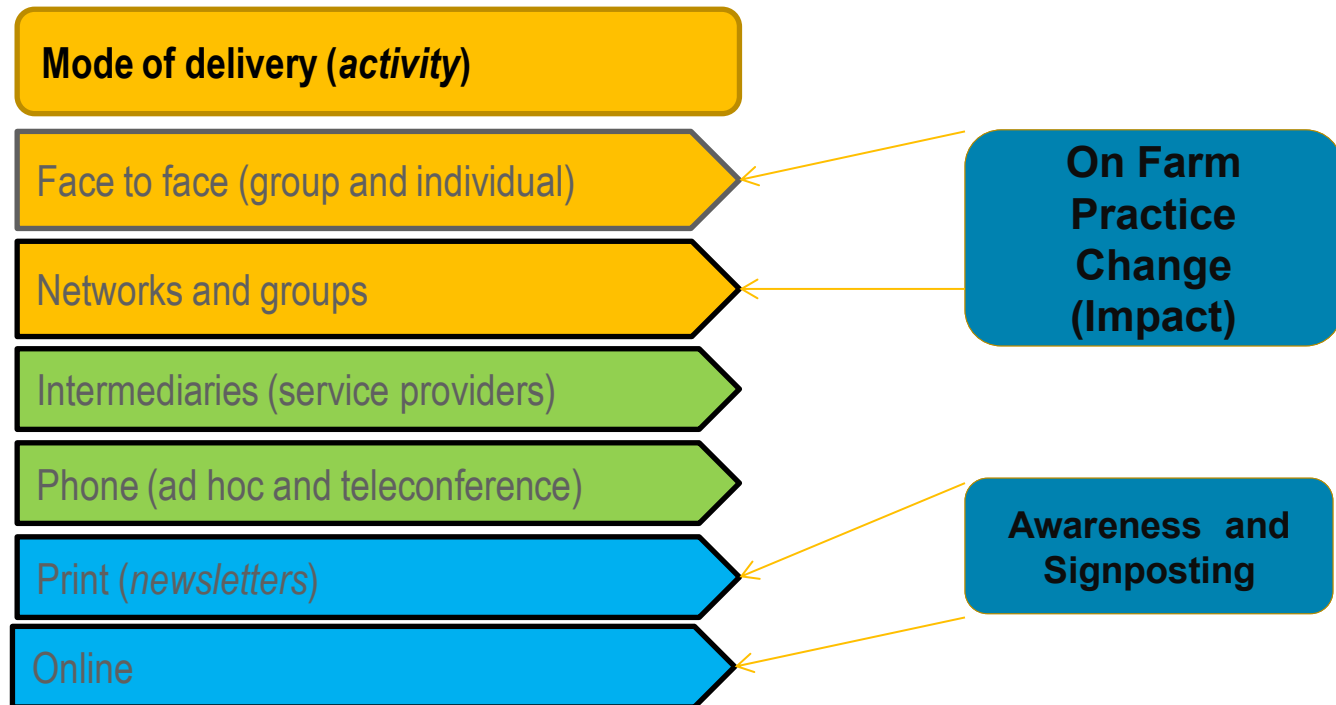 Mode of delivery (activity)
Face to face (group and individual)
Networks and groups
Intermediaries (service providers)
Phone (ad hoc and teleconference)
Print (newsletters)
Online
On Farm
Practice
Change
(Impact)
Awareness and
Signposting